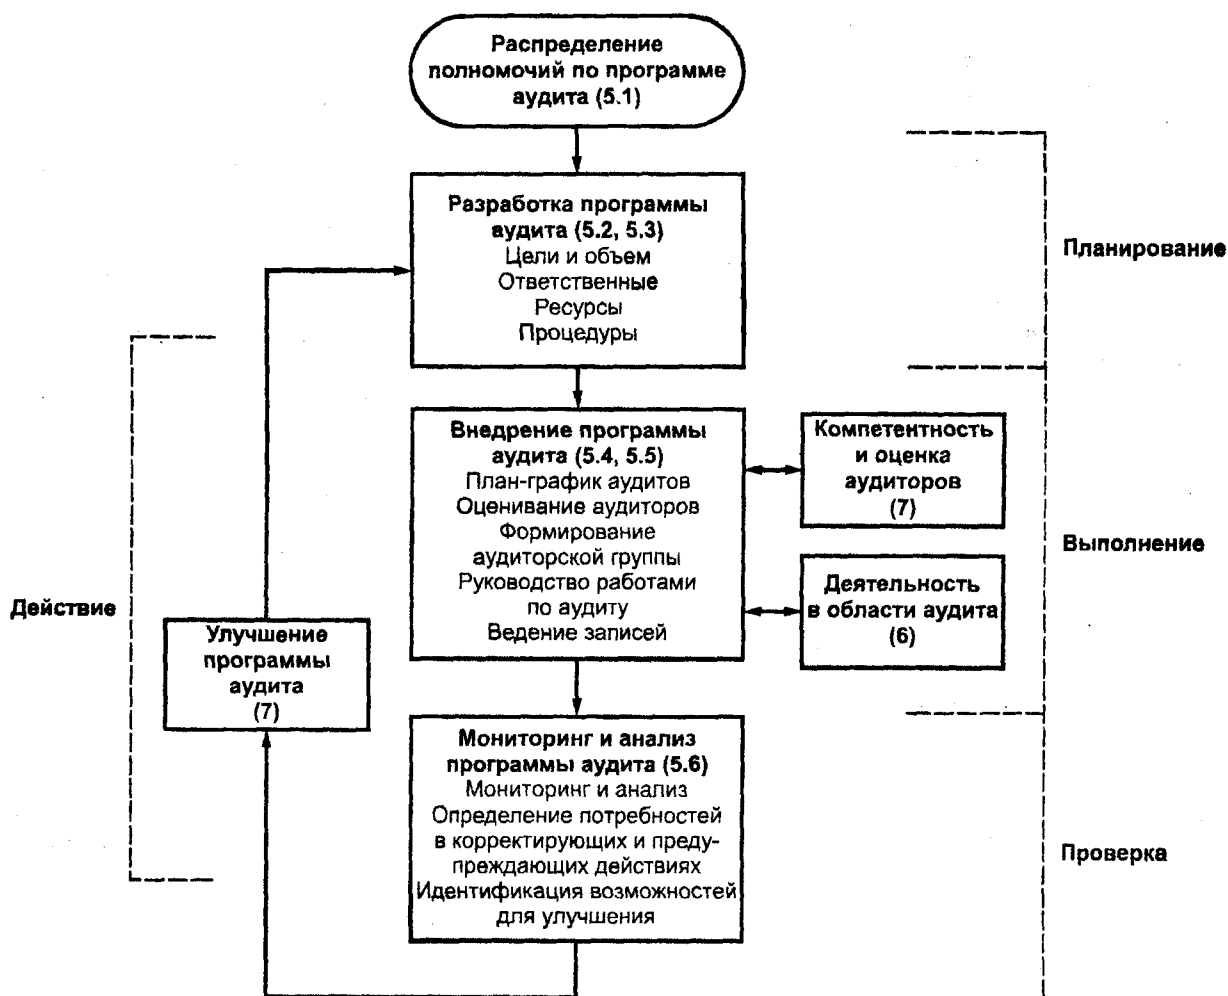 Распределение
полномочий по программе
аудита (5.1)
Разработка программы
аудита (5.2, 5.3)
Цели и объем
Ответственные
Ресурсы
Процедуры
Планирование
Внедрение программы
аудита (5.4, 5.5)
План-график аудитов
Оценивание аудиторов
Формирование
аудиторской группы
Руководство работами
по аудиту
Ведение записей
Компетентность
и оценка
аудиторов
(7)
Деятельность
в области аудита
(6)
Выполнение
Действие
Улучшение
программы
аудита
(7)
Мониторинг и анализ
программы аудита (5.6)
Мониторинг и анализ
Определение потребностей
в корректирующих и преду-
упреждающих действиях
Идентификация возможностей
для улучшения
Проверка